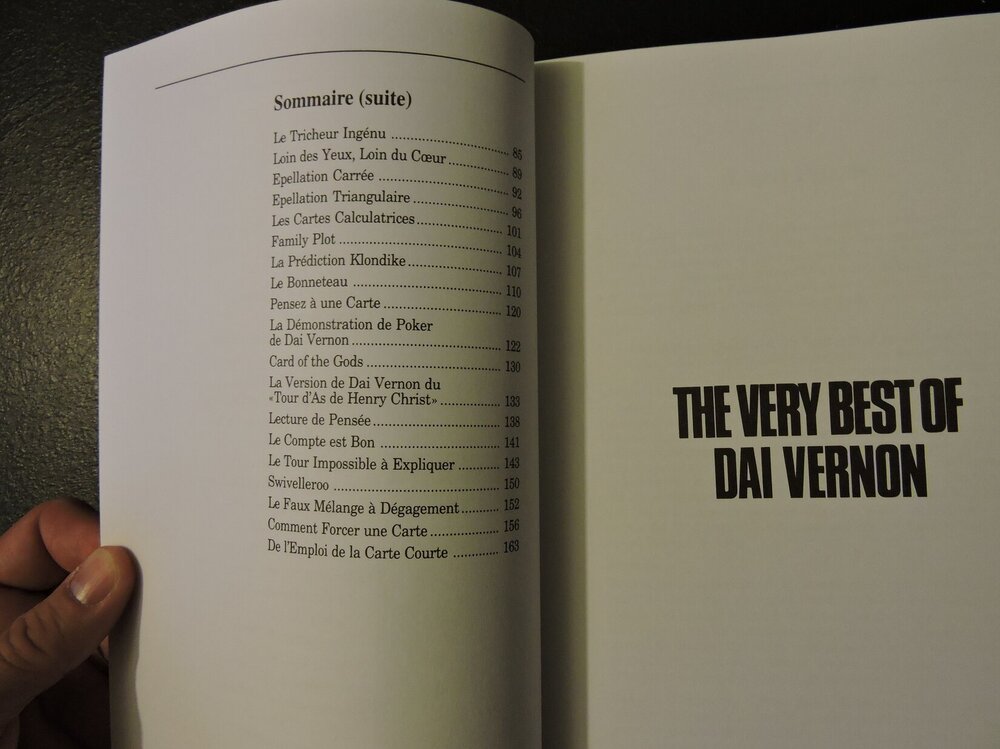 Sommaire (suite)
Le Tricheur Ingénu ........................ 85
Loin des Yeux, Loin du Cœur ............ 89
Epellation Carrée ........................ 92
Epellation Triangulaire .................. 96
Les Cartes Calculatrices ................. 101
Family Plot .............................. 104
La Prédiction Klondike ................... 107
Le Bonneteau ............................. 110
Pensez à une Carte ....................... 120
La Démonstration de Poker
de Dai Vernon ............................ 122
Card of the Gods ......................... 130
La Version de Dai Vernon du
«Tour d'As de Henry Christ» .............. 133
Lecture de Pensée ........................ 138
Le Compte est Bon ........................ 141
Le Tour Impossible à Expliquer ........... 143
Swivelleroo .............................. 150
Le Faux Mélange à Dégagement ............. 152
Comment Forcer une Carte ................. 156
De l'Emploi de la Carte Courte ........... 163
THE VERY BEST OF
DAI VERNON